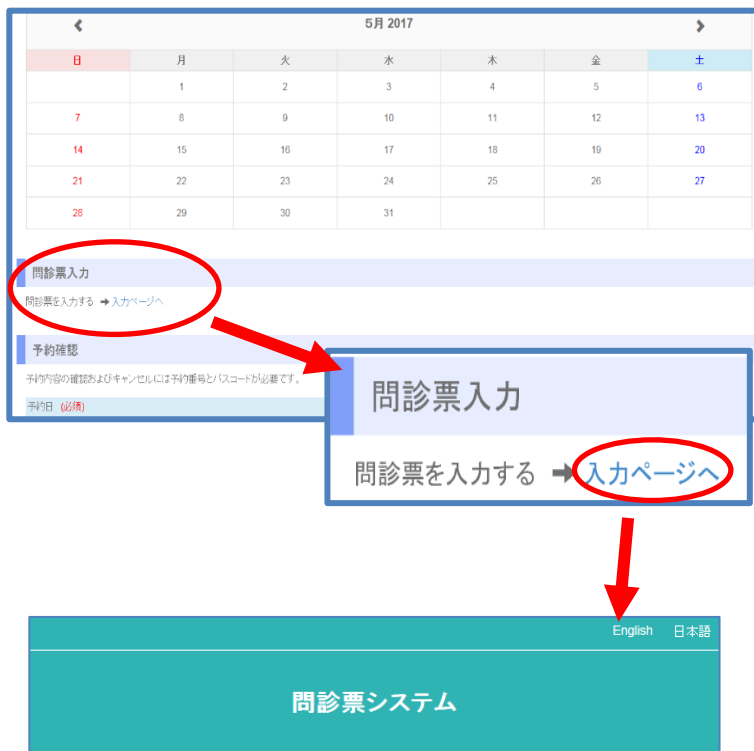 5月 2017
日 月 火 水 木 金 土
1 2 3 4 5 6
7 8 9 10 11 12 13
14 15 16 17 18 19 20
21 22 23 24 25 26 27
28 29 30 31
問診票入力
問診票を入力する ➡ 入力ページへ
予約確認
予約内容の確認およびキャンセルには予約番号とパスコードが必要です。
予約日 (必須)
問診票入力
問診票を入力する ➡ 入力ページへ
English 日本語
問診票システム